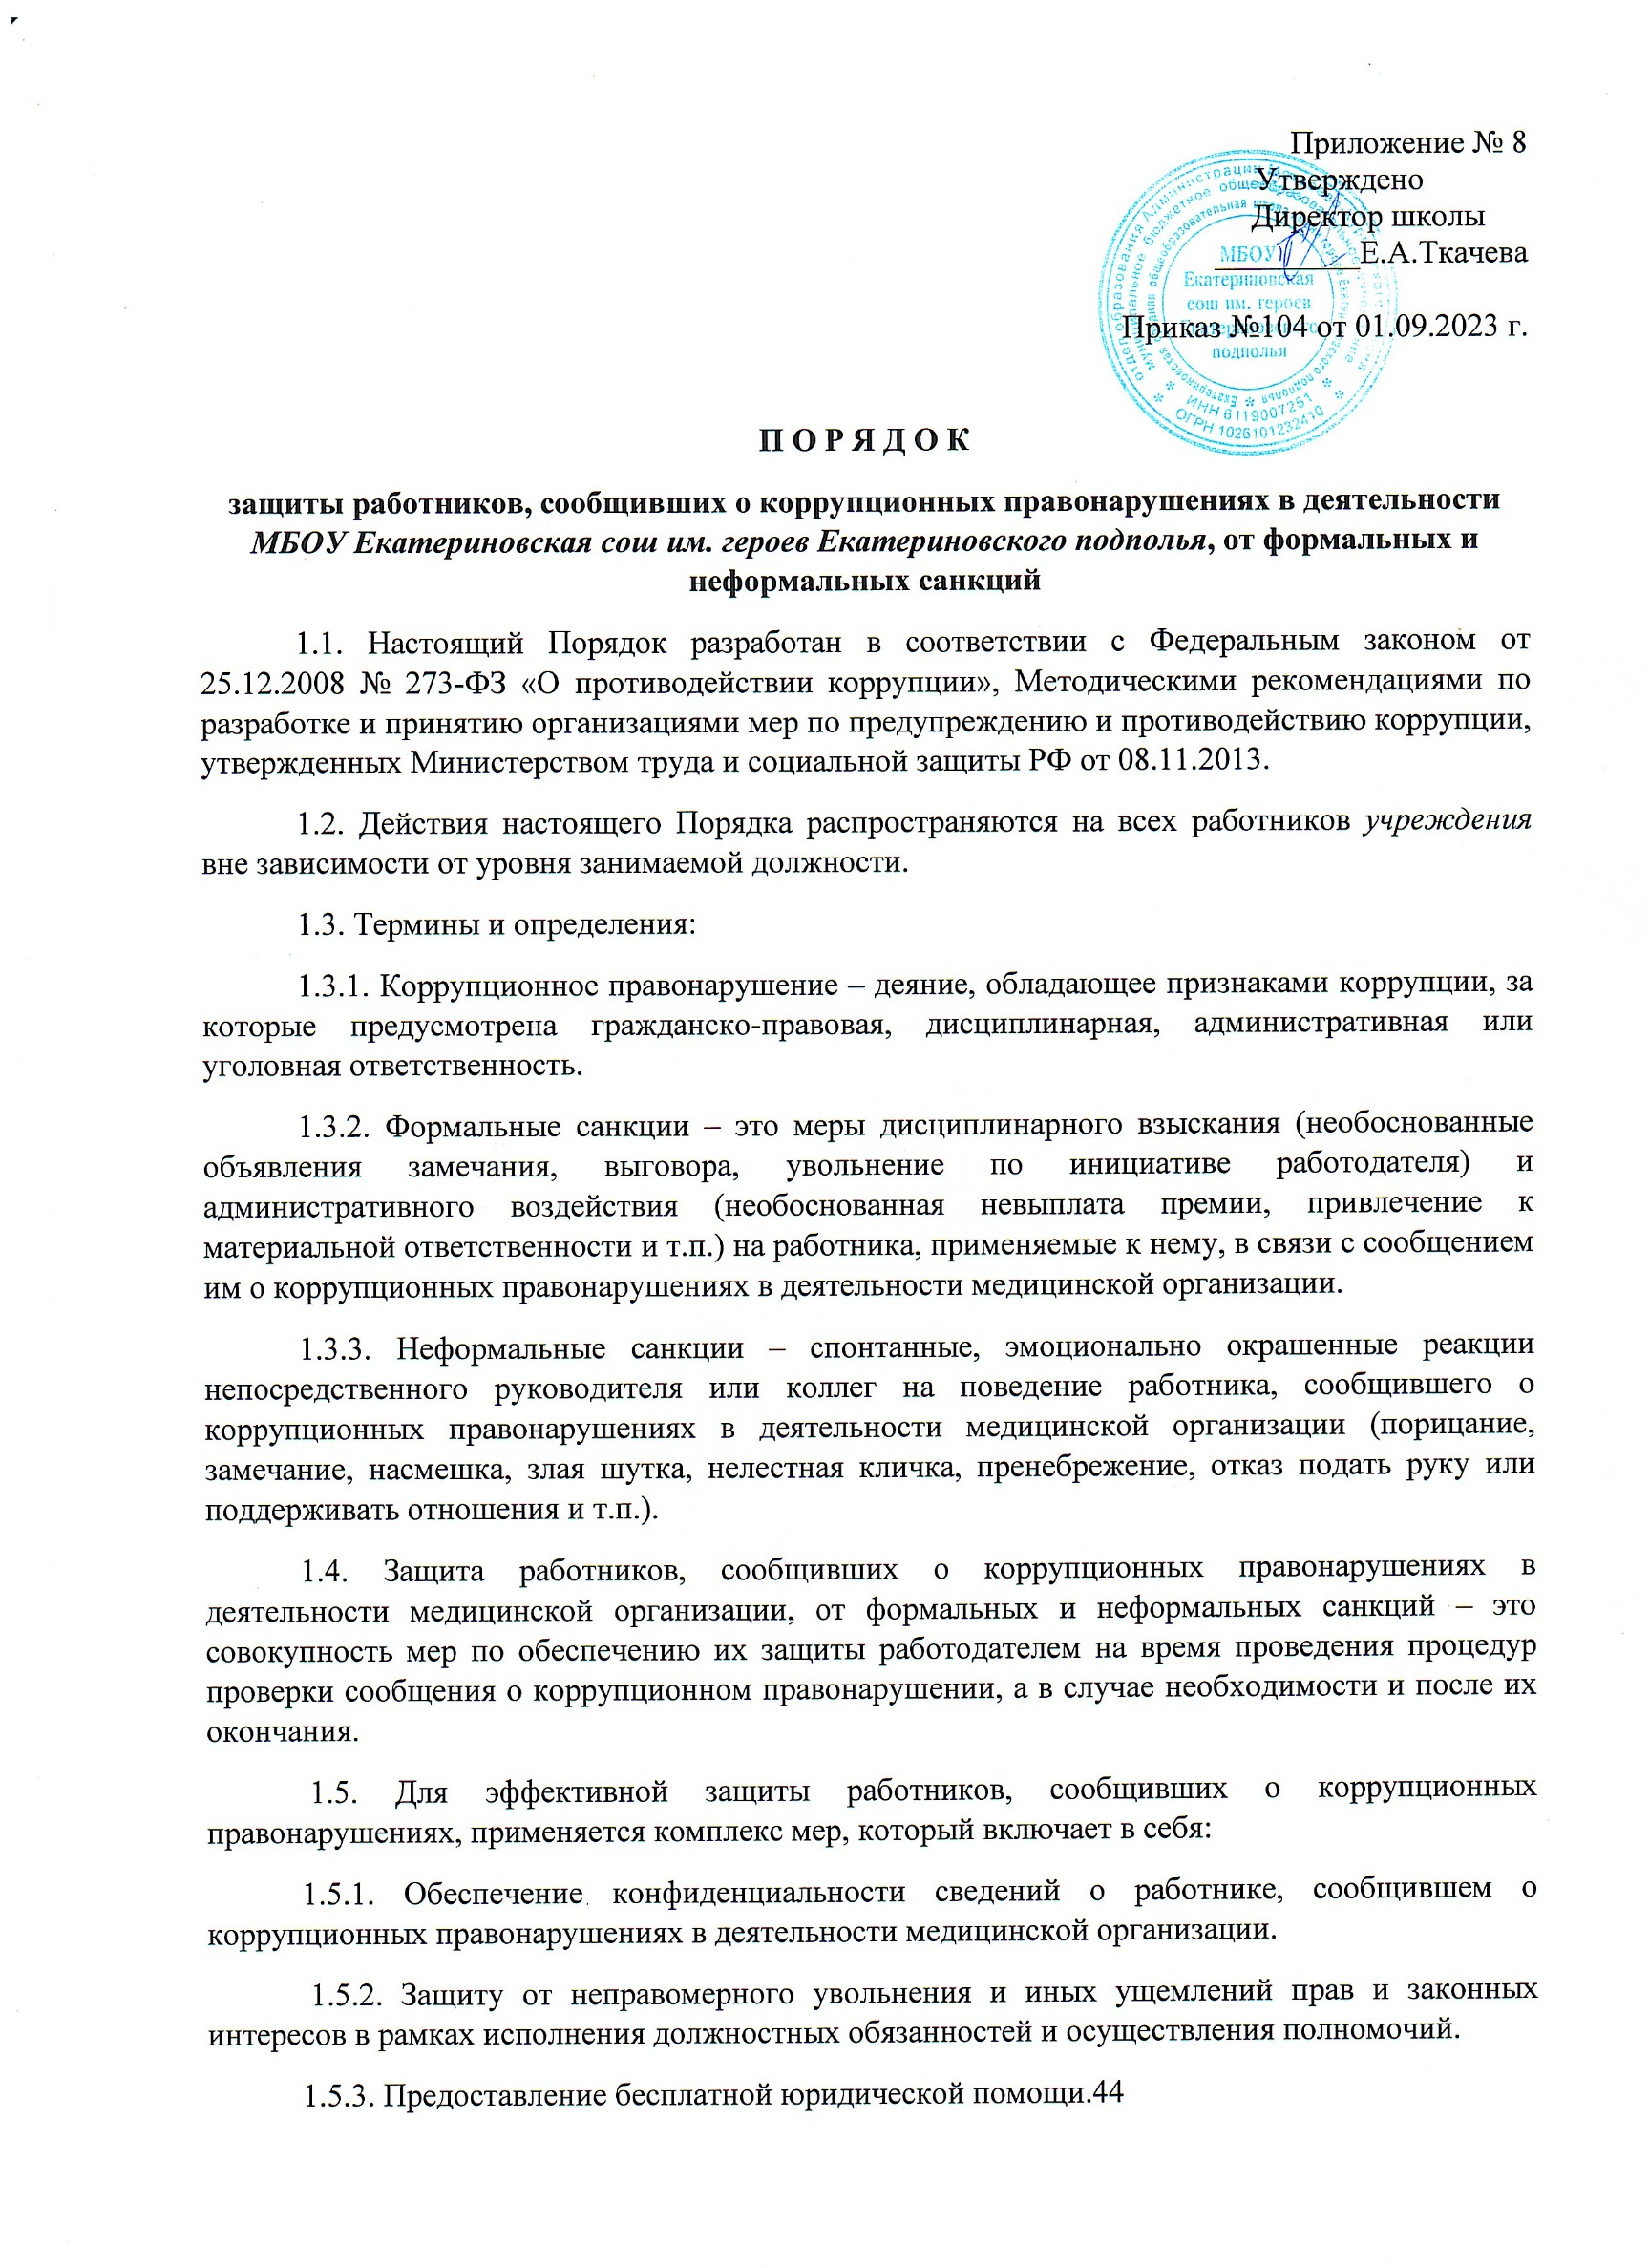 Приложение № 8
Утверждено
Директор школы
_________Е.А.Ткачева
Приказ №104 от 01.09.2023 г.
МБОУ
Екатериновская
сош им. героев
подполья
ИНН 6119007251
ОГРН 1026101232410
П О Р Я Д О К
защиты работников, сообщивших о коррупционных правонарушениях в деятельности
МБОУ Екатериновская сош им. героев Екатериновского подполья, от формальных и
неформальных санкций
1.1. Настоящий Порядок разработан в соответствии с Федеральным законом от
25.12.2008 № 273-ФЗ «О противодействии коррупции», Методическими рекомендациями по
разработке и принятию организациями мер по предупреждению и противодействию коррупции,
утвержденных Министерством труда и социальной защиты РФ от 08.11.2013.
1.2. Действия настоящего Порядка распространяются на всех работников учреждения
вне зависимости от уровня занимаемой должности.
1.3. Термины и определения:
1.3.1. Коррупционное правонарушение – деяние, обладающее признаками коррупции, за
которые предусмотрена гражданско-правовая, дисциплинарная, административная или
уголовная ответственность.
1.3.2. Формальные санкции – это меры дисциплинарного взыскания (необоснованные
объявления замечания, выговора, увольнение по инициативе работодателя) и
административного воздействия (необоснованная невыплата премии, привлечение к
материальной ответственности и т.п.) на работника, применяемые к нему, в связи с сообщением
им о коррупционных правонарушениях в деятельности медицинской организации.
1.3.3. Неформальные санкции – спонтанные, эмоционально окрашенные реакции
непосредственного руководителя или коллег на поведение работника, сообщившего о
коррупционных правонарушениях в деятельности медицинской организации (порицание,
замечание, насмешка, злая шутка, нелестная кличка, пренебрежение, отказ подать руку или
поддерживать отношения и т.п.).
1.4. Защита работников, сообщивших о коррупционных правонарушениях в
деятельности медицинской организации, от формальных и неформальных санкций – это
совокупность мер по обеспечению их защиты работодателем на время проведения процедур
проверки сообщения о коррупционном правонарушении, а в случае необходимости и после их
окончания.
1.5. Для эффективной защиты работников, сообщивших о коррупционных
правонарушениях, применяется комплекс мер, который включает в себя:
1.5.1. Обеспечение конфиденциальности сведений о работнике, сообщившем о
коррупционных правонарушениях в деятельности медицинской организации.
1.5.2. Защиту от неправомерного увольнения и иных ущемлений прав и законных
интересов в рамках исполнения должностных обязанностей и осуществления полномочий.
1.5.3. Предоставление бесплатной юридической помощи.44